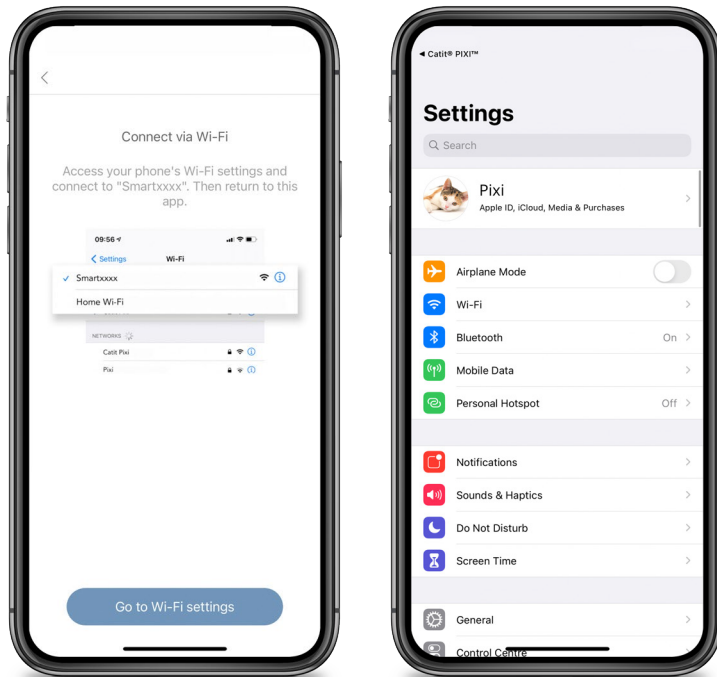 Connect via Wi-Fi
Access your phone's Wi-Fi settings and
connect to "Smartxxxx". Then return to this
app.
09:56
Settings
Wi-Fi
Smartxxxx
Home Wi-Fi
NETWORKS
Catit Pixi
Pixi
Go to Wi-Fi settings
◄ Catit® PIXI™
Settings
Search
Pixi
Apple ID, iCloud, Media & Purchases
Airplane Mode
Wi-Fi
Bluetooth On
Mobile Data
Personal Hotspot Off
Notifications
Sounds & Haptics
Do Not Disturb
Screen Time
General
Control Centre